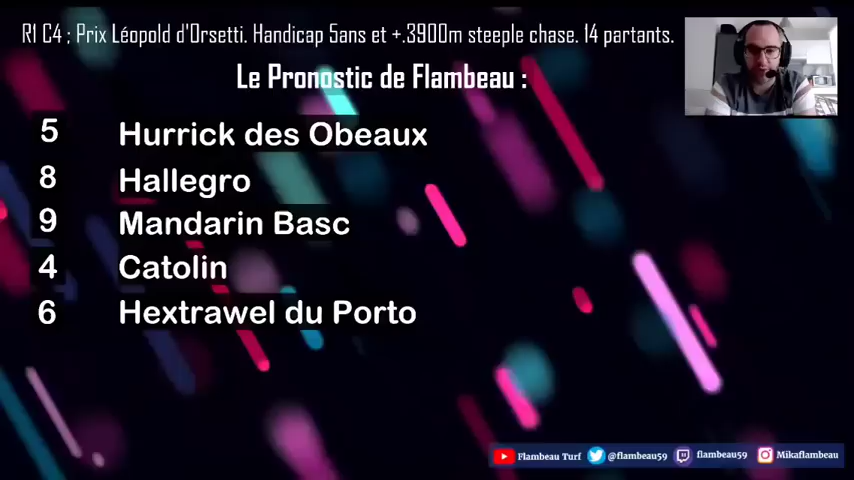 R1 C4 ; Prix Léopold d'Orsetti. Handicap 5ans et +.3900m steeple chase. 14 partants.
Le Pronostic de Flambeau :
5 Hurrick des Obeaux
8 Hallegro
9 Mandarin Basc
4 Catolin
6 Hextrawel du Porto
Flambeau Turf @flambeau59 flambeau59 Mikaflambeau